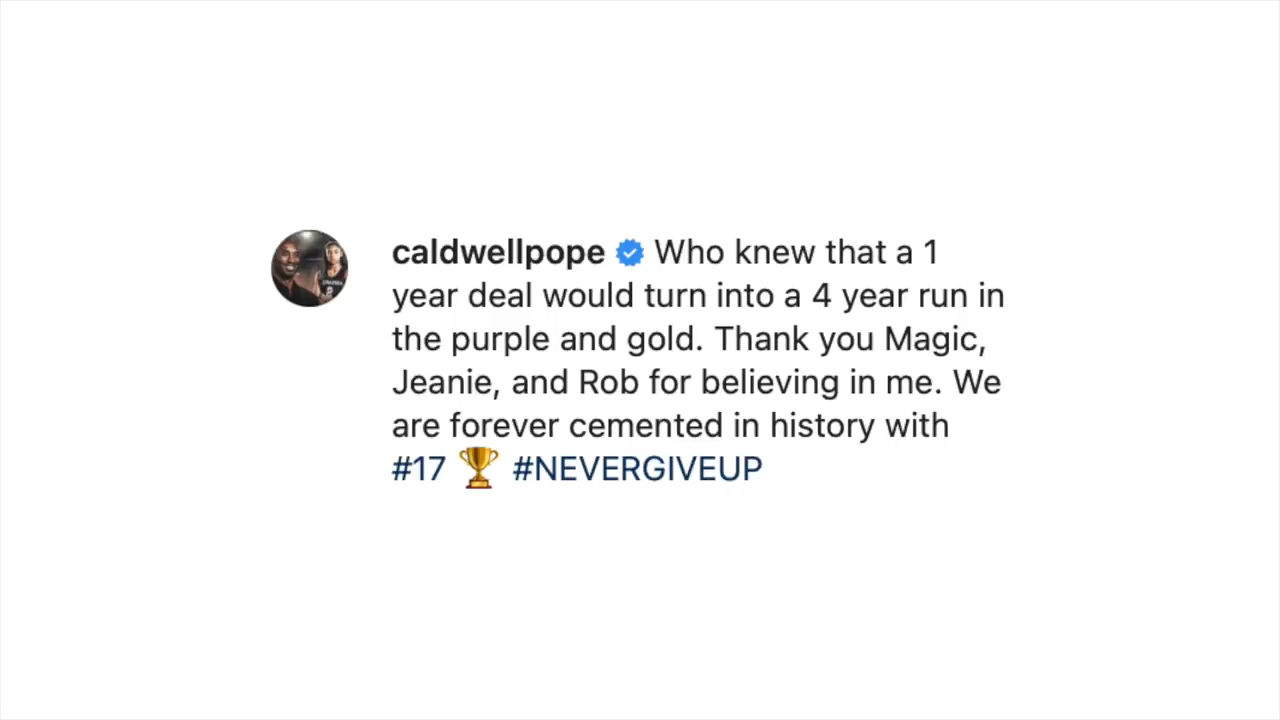 caldwellpope Who knew that a 1
year deal would turn into a 4 year run in
the purple and gold. Thank you Magic,
Jeanie, and Rob for believing in me. We
are forever cemented in history with
#17 🏆 #NEVERGIVEUP